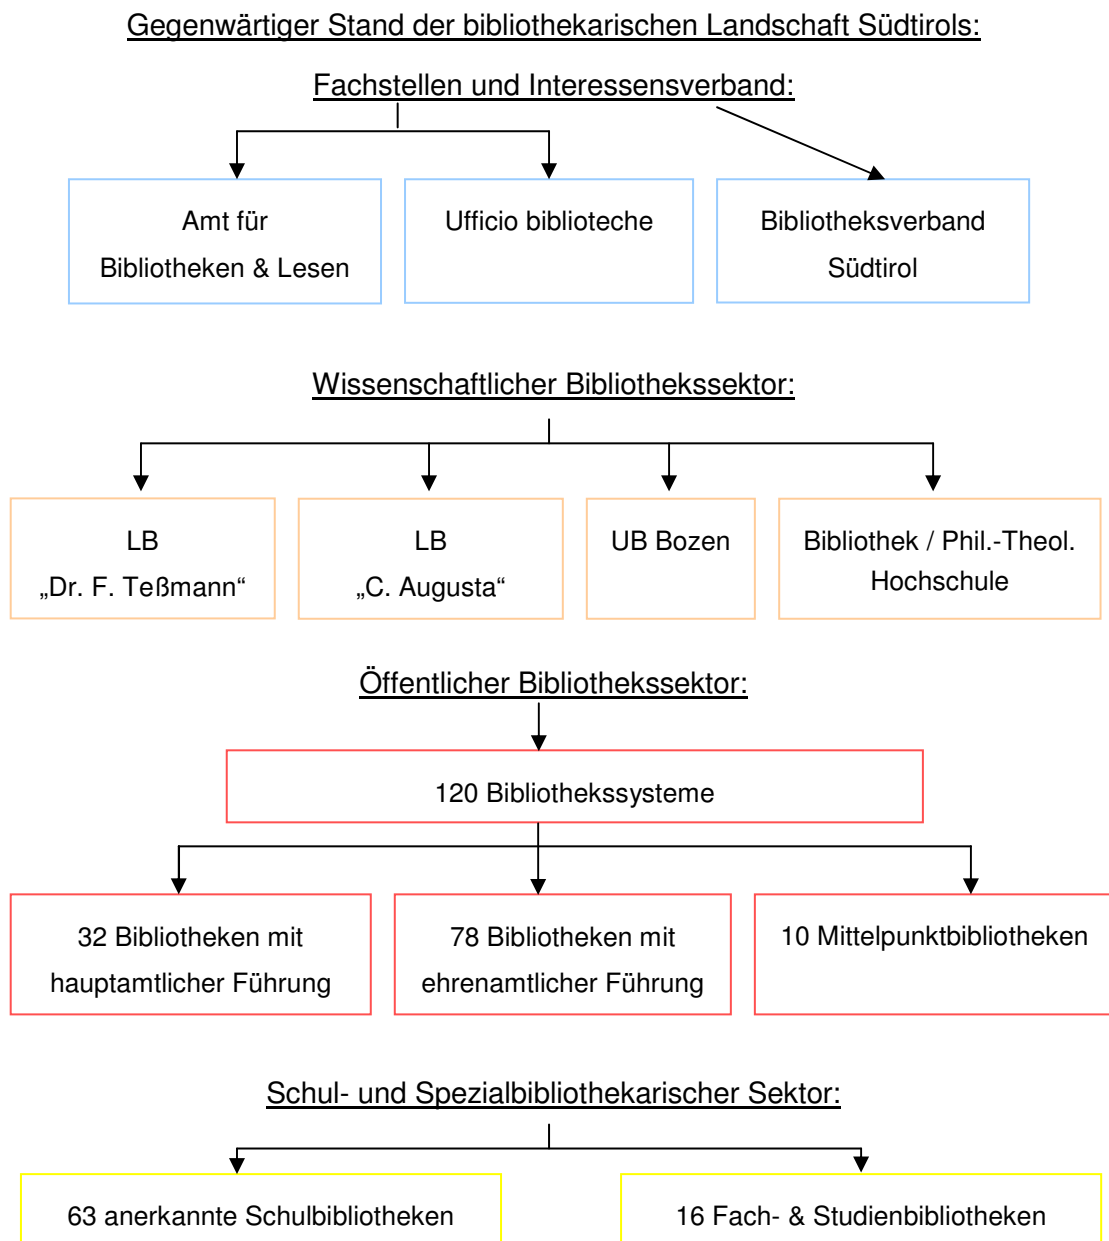 Gegenwärtiger Stand der bibliothekarischen Landschaft Südtirols:
Fachstellen und Interessensverband:
Amt für
Bibliotheken & Lesen
Ufficio biblioteche
Bibliotheksverband
Südtirol
Wissenschaftlicher Bibliothekssektor:
LB
„Dr. F. Teßmann“
LB
„C. Augusta“
UB Bozen
Bibliothek / Phil.-Theol.
Hochschule
Öffentlicher Bibliothekssektor:
120 Bibliothekssysteme
32 Bibliotheken mit
hauptamtlicher Führung
78 Bibliotheken mit
ehrenamtlicher Führung
10 Mittelpunktbibliotheken
Schul- und Spezialbibliothekarischer Sektor:
63 anerkannte Schulbibliotheken
16 Fach- & Studienbibliotheken